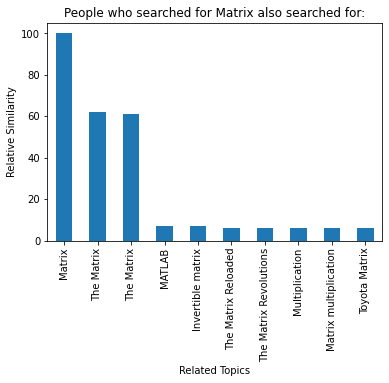 People who searched for Matrix also searched for:
Relative Similarity
100
80
60
40
20
0
Matrix
The Matrix
The Matrix
MATLAB
Invertible matrix
The Matrix Reloaded
The Matrix Revolutions
Multiplication
Matrix multiplication
Toyota Matrix
Related Topics